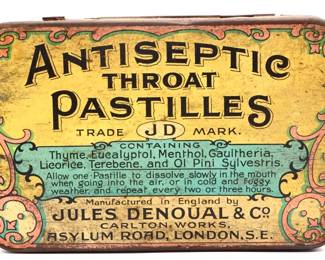 ANTISEPTIC
THROAT
PASTILLES
TRADE JD MARK.
CONTAINING
Thyme, Eucalyptol, Menthol, Gaultheria,
Licorice, Terebene, and Ol Pini Sylvestris.
Allow one Pastille to dissolve slowly in the mouth
when going into the air, or in cold and foggy
weather; and repeat every two or three hours.
Manufactured in England by
JULES DENOUAL & CO.
CARLTON WORKS,
ASYLUM ROAD, LONDON, S.E.